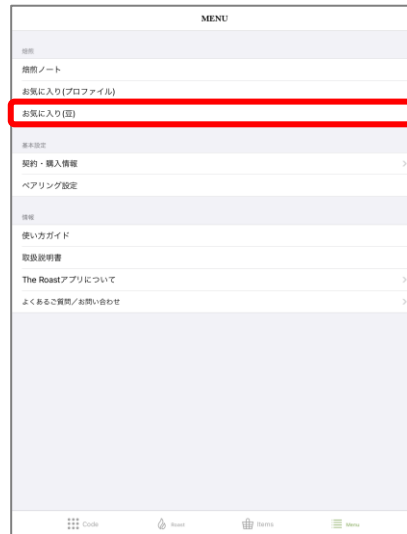 MENU
焙煎
焙煎ノート
お気に入り(プロファイル)
お気に入り(豆)
基本設定
契約・購入情報
ペアリング設定
情報
使い方ガイド
取扱説明書
The Roastアプリについて
よくあるご質問／お問い合わせ
Code
Roast
Items
Menu